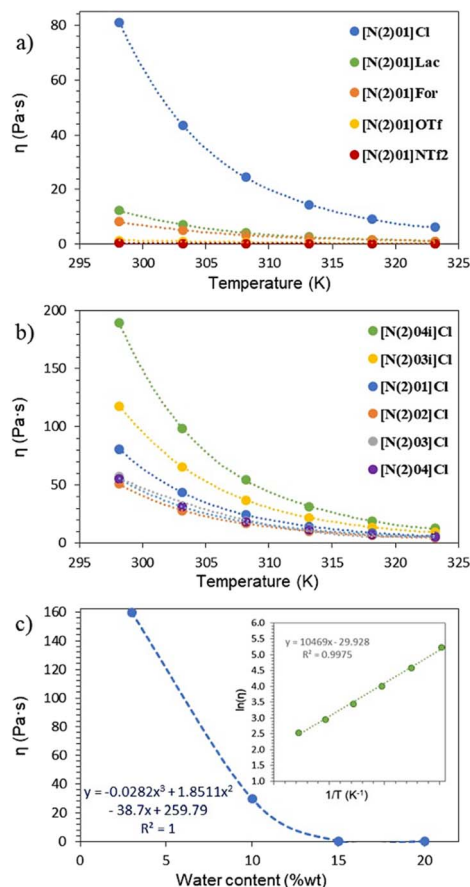 a)
80
60
40
20
0
η (Pa·s)
[N(2)01]Cl
[N(2)01]Lac
[N(2)01]For
[N(2)01]OTf
[N(2)01]NTf2
295 300 305 310 315 320 325
Temperature (K)
b)
200
150
100
50
0
η (Pa·s)
[N(2)04i]Cl
[N(2)03i]Cl
[N(2)01]Cl
[N(2)02]Cl
[N(2)03]Cl
[N(2)04]Cl
295 300 305 310 315 320 325
Temperature (K)
c)
160
140
120
100
80
60
40
20
0
η (Pa·s)
y = -0.0282x³ + 1.8511x²
- 38.7x + 259.79
R² = 1
6.0
5.5
5.0
4.5
4.0
3.5
3.0
2.5
2.0
1.5
1.0
ln(η)
y = 10469x - 29.928
R² = 0.9975
1/T (K⁻¹)
0 5 10 15 20
Water content (%wt)